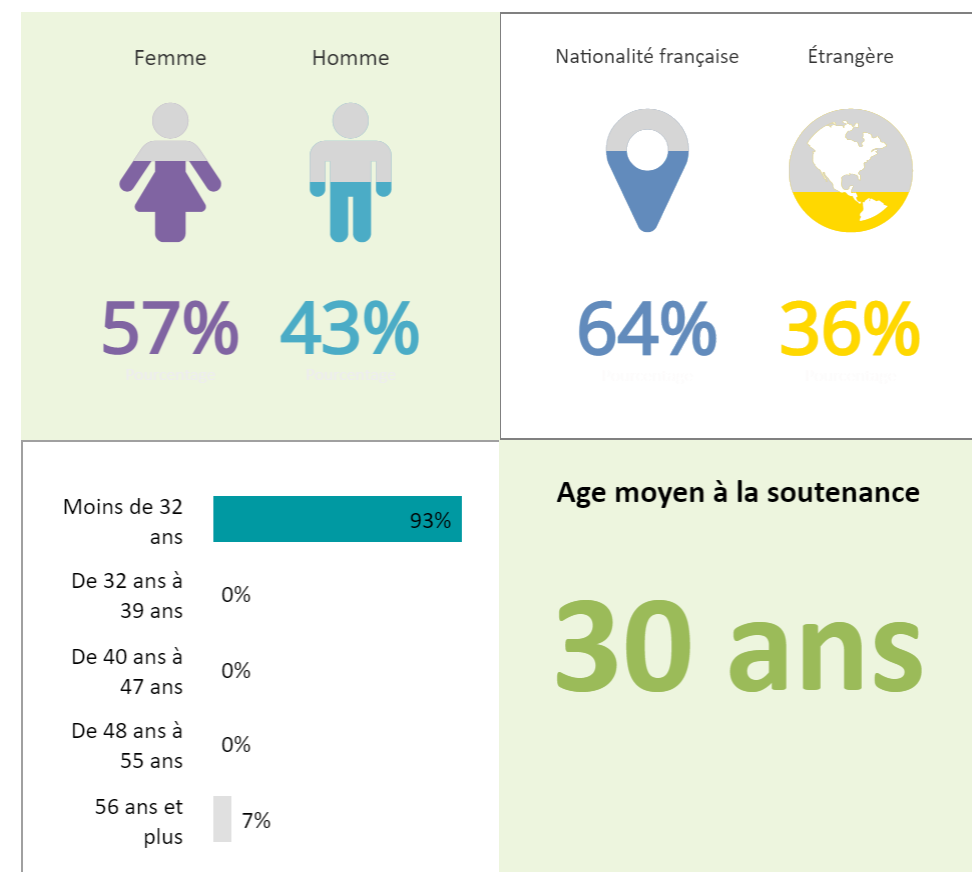 Femme Homme
57% 43%
Nationalité française Étrangère
64% 36%
Moins de 32
ans
93%
De 32 ans à
39 ans
0%
De 40 ans à
47 ans
0%
De 48 ans à
55 ans
0%
56 ans et
plus
7%
Age moyen à la soutenance
30 ans